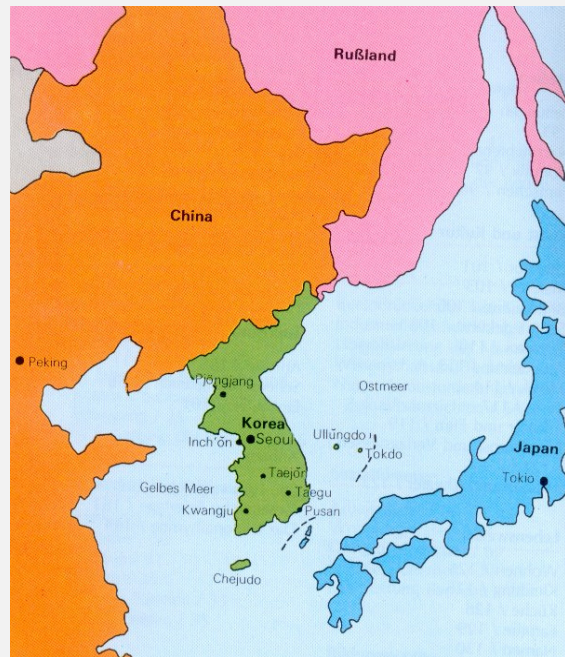 Rußland
China
Peking
Pjŏngjang
Ostmeer
Korea
Seoul
Inch'ŏn
Ullŭngdo
Tokdo
Japan
Taejŏn
Tokio
Gelbes Meer
Taegu
Kwangju
Pusan
Chejudo